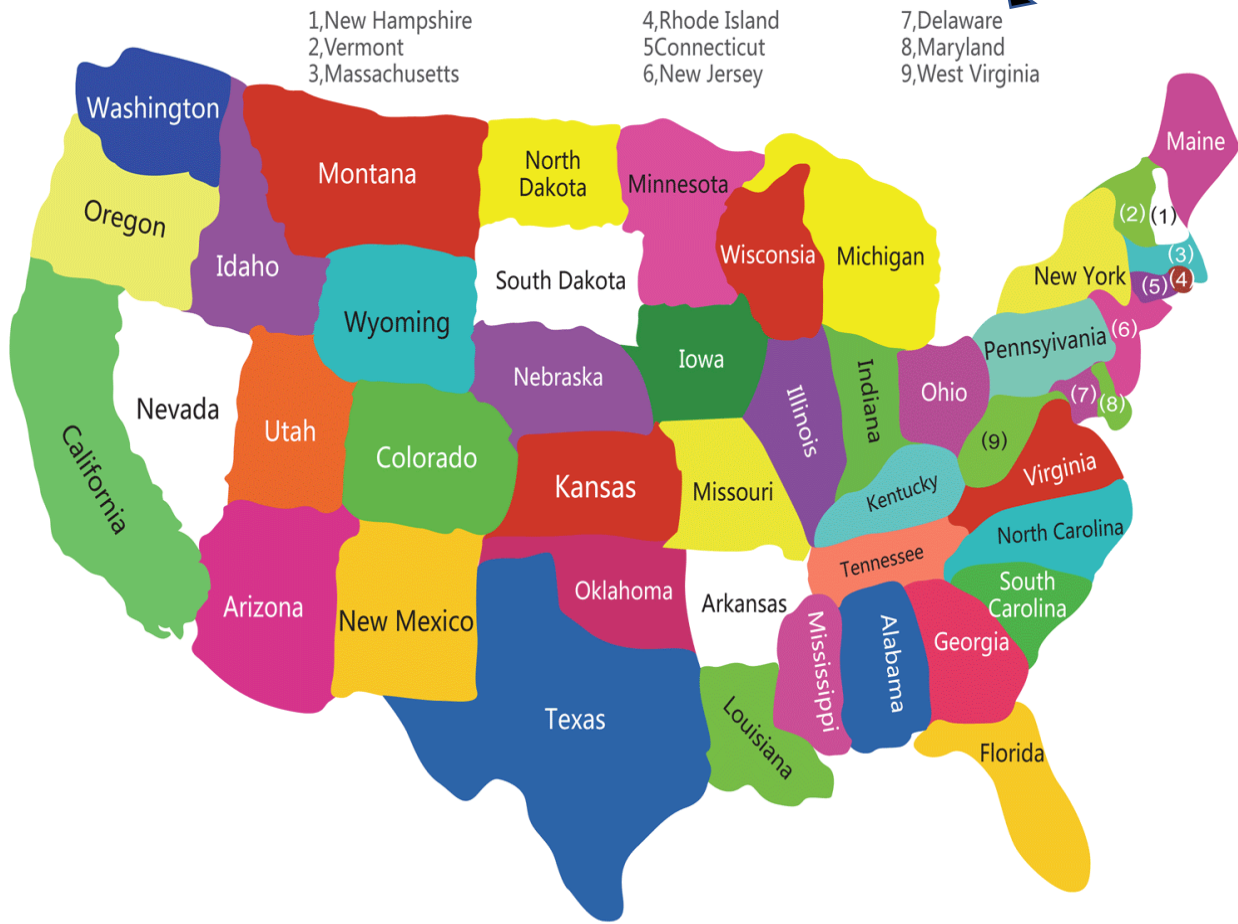 1,New Hampshire
2,Vermont
3,Massachusetts
4,Rhode Island
5Connecticut
6,New Jersey
7,Delaware
8,Maryland
9,West Virginia
Washington
Oregon
Idaho
Montana
North
Dakota
Minnesota
Wisconsia
Michigan
Maine
(2)
(1)
(3)
(4)
(5)
New York
South Dakota
Wyoming
Nebraska
Iowa
Illinois
Indiana
Ohio
Pennsyivania
(6)
(7)
(8)
(9)
Nevada
Utah
Colorado
California
Kansas
Missouri
Kentucky
Virginia
North Carolina
Tennessee
South
Carolina
Arizona
New Mexico
Oklahoma
Arkansas
Mississippi
Alabama
Georgia
Texas
Louisiana
Florida